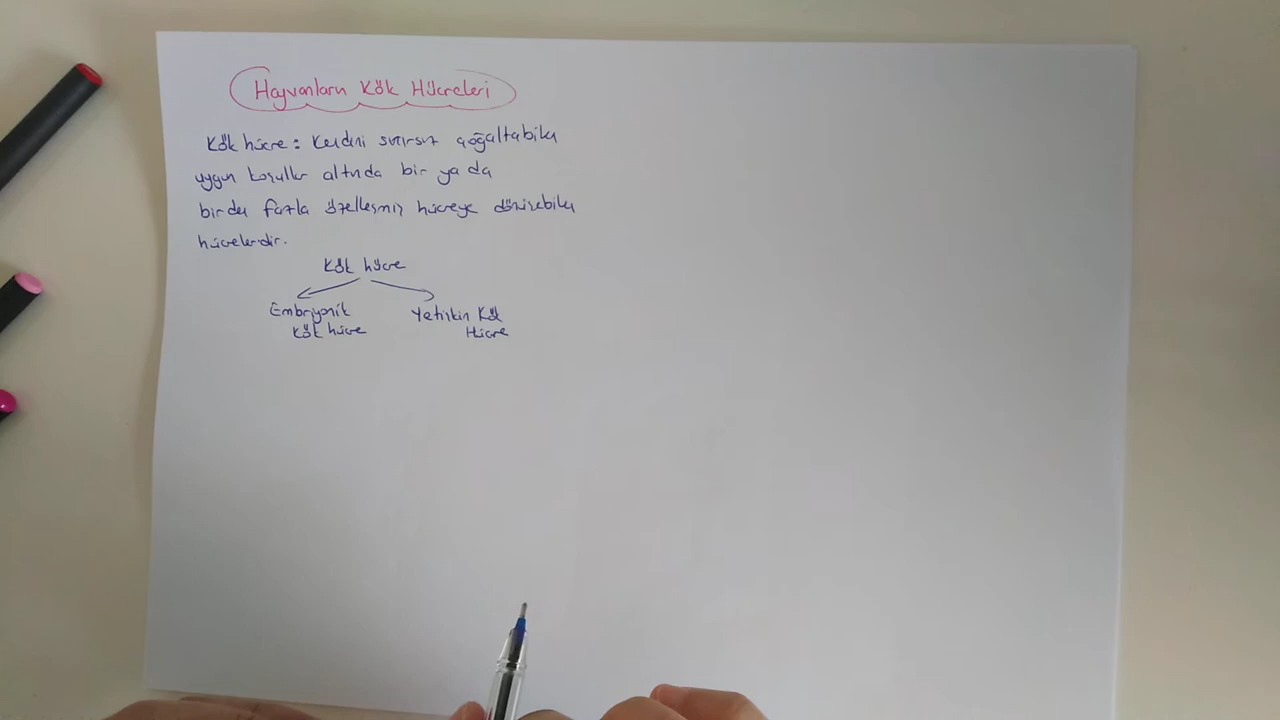 Hayvanların Kök Hücreleri
Kök hücre: Kendini sınırsız çoğaltabilen
uygun koşullar altında bir ya da
birden fazla özelleşmiş hücreye dönüşebilen
hücrelerdir.
Kök hücre
Embriyonik Yetişkin Kök
Kök hücre Hücre